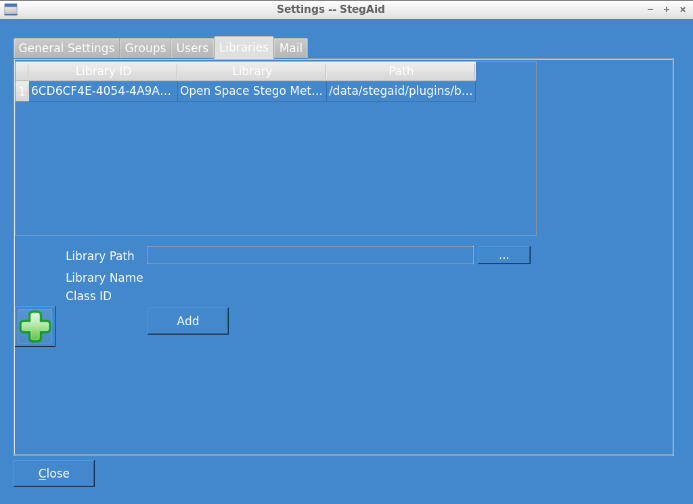 Settings -- StegAid
General Settings Groups Users Libraries Mail
Library ID Library Path
1 6CD6CF4E-4054-4A9A... Open Space Stego Met... /data/stegaid/plugins/b...
Library Path ...
Library Name
Class ID
Add
Close